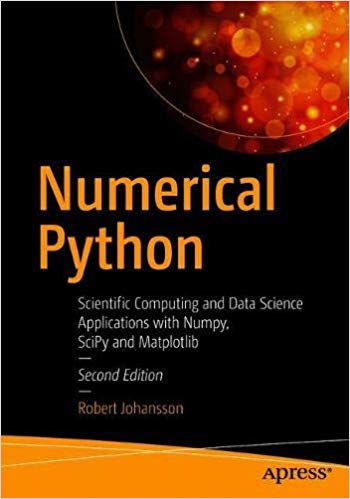 Numerical
Python
Scientific Computing and Data Science
Applications with Numpy,
SciPy and Matplotlib
—
Second Edition
—
Robert Johansson
Apress®